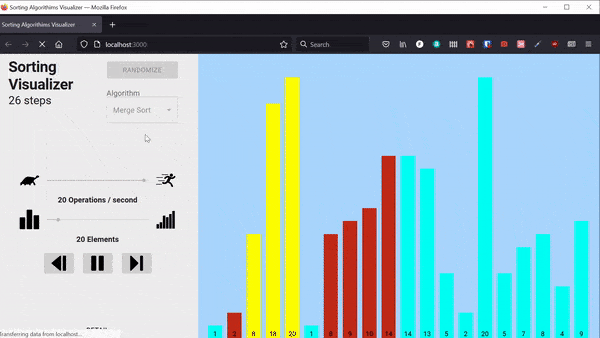 Sorting Algorithims Visualizer — Mozilla Firefox
Sorting Algorithims Visualizer
localhost:3000
Search
Sorting
Visualizer
26 steps
RANDOMIZE
Algorithm
Merge Sort
20 Operations / second
20 Elements
1 2 8 18 20 1 8 9 10 14 14 13 5 2 20 5 7 8 4 9
DETAIL
Transferring data from localhost...